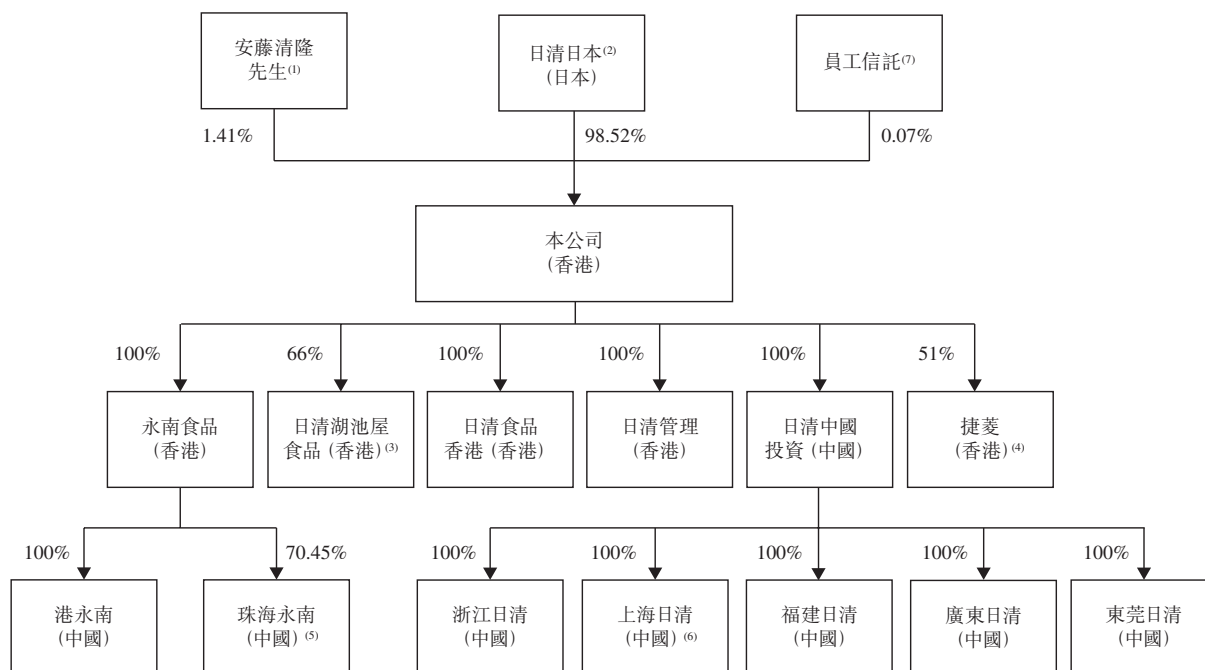 安藤清隆
先生(1)
日清日本(2)
(日本)
員工信託(7)
1.41%
98.52%
0.07%
本公司
(香港)
100%
66%
100%
100%
100%
51%
永南食品
(香港)
日清湖池屋
食品 (香港)(3)
日清食品
香港 (香港)
日清管理
(香港)
日清中國
投資 (中國)
捷菱
(香港)(4)
100%
70.45%
100%
100%
100%
100%
100%
港永南
(中國)
珠海永南
(中國)(5)
浙江日清
(中國)
上海日清
(中國)(6)
福建日清
(中國)
廣東日清
(中國)
東莞日清
(中國)